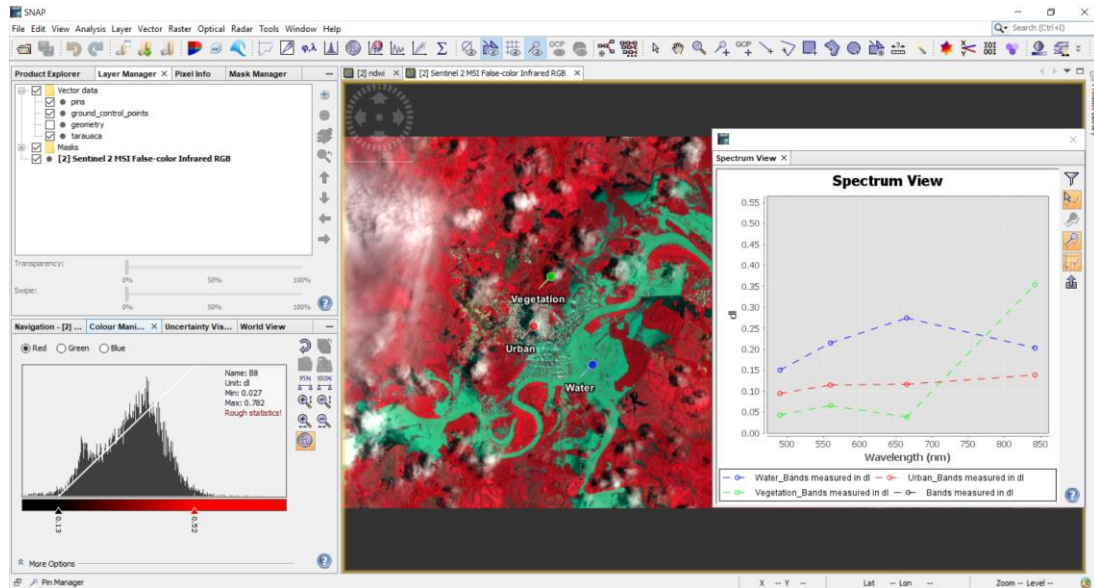 SNAP
File Edit View Analysis Layer Vector Raster Optical Radar Tools Window Help
Search (Ctrl+I)
GCP
GCP
Product Explorer Layer Manager Pixel Info Mask Manager
[2] ndwi [2] Sentinel 2 MSI False-color Infrared RGB
Vector data
pins
ground_control_points
geometry
tarauaca
Masks
[2] Sentinel 2 MSI False-color Infrared RGB
Transparency:
0% 50% 100%
Swipe:
0% 50% 100%
Navigation - [2] ... Colour Mani... Uncertainty Vis... World View
Red Green Blue
Name: B8
Unit: dl
Min: 0.027
Max: 0.782
Rough statistics!
95% 100%
0.13 0.52
More Options
Vegetation
Urban
Water
Spectrum View
Spectrum View
0.55
0.50
0.45
0.40
0.35
0.30
0.25
0.20
0.15
0.10
0.05
0.00
dl
500 550 600 650 700 750 800 850
Wavelength (nm)
Water_Bands measured in dl Urban_Bands measured in dl
Vegetation_Bands measured in dl Bands measured in dl
Pin Manager
X -- Y -- Lat -- Lon -- Zoom -- Level --